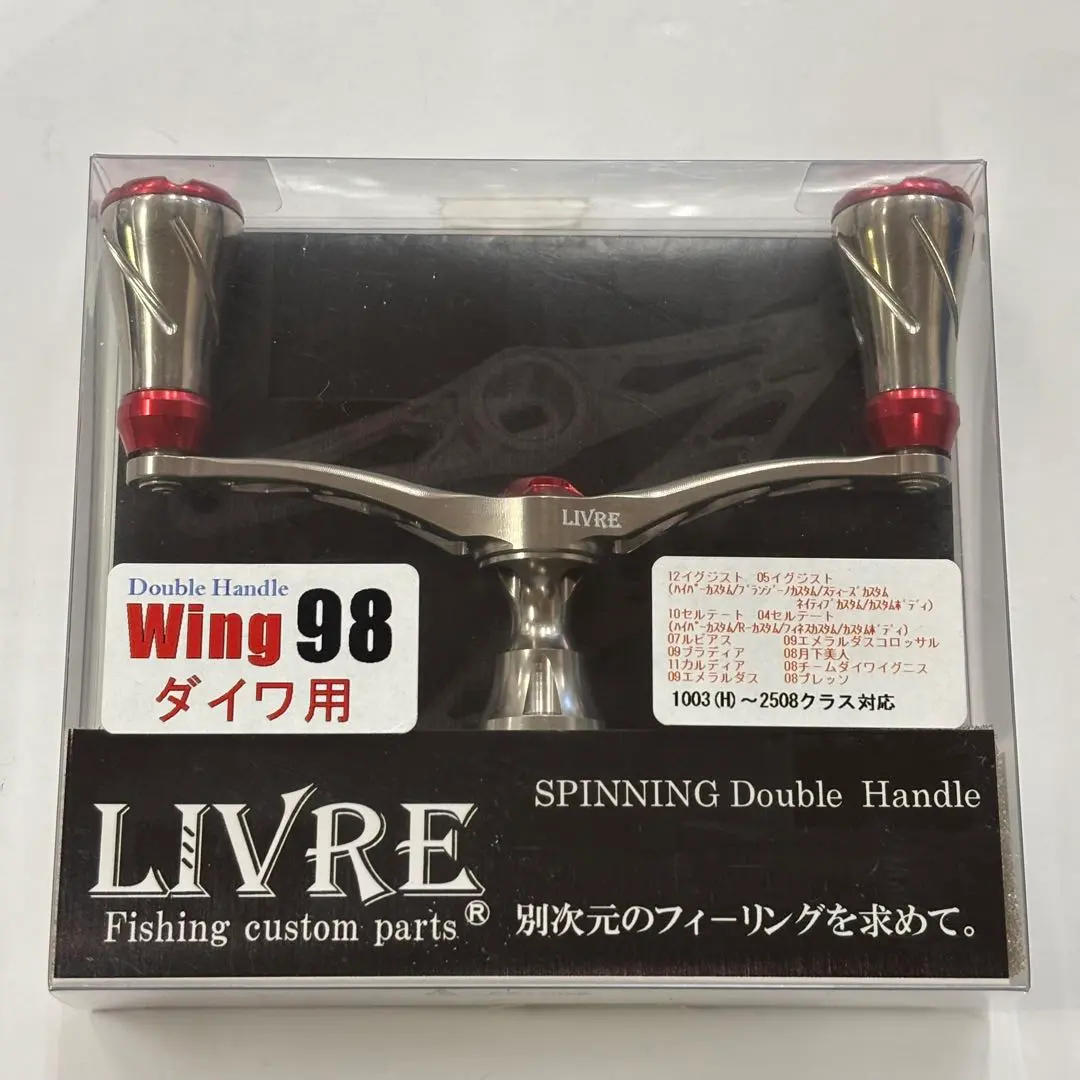 LIVRE
Double Handle
Wing 98
ダイワ用
12イグジスト 05イグジスト
(ﾊｲﾊﾟｰｶｽﾀﾑ/ﾌﾞﾗﾝｼﾞｰﾉｶｽﾀﾑ/ｽﾃｨｰｽﾞｶｽﾀﾑ
ﾈｲﾃｨﾌﾞｶｽﾀﾑ/ｶｽﾀﾑﾎﾞﾃﾞｨ)
10セルテート 04セルテート
(ﾊｲﾊﾟｰｶｽﾀﾑ/Rｰｶｽﾀﾑ/ﾌｨﾈｽｶｽﾀﾑ/ｶｽﾀﾑﾎﾞﾃﾞｨ)
07ルビアス 09エメラルダスコロッサル
09ブラディア 08月下美人
11カルディア 08チームダイワイグニス
09エメラルダス 08プレッソ
1003(H)～2508クラス対応
SPINNING Double Handle
LIVRE
Fishing custom parts®
別次元のフィーリングを求めて。